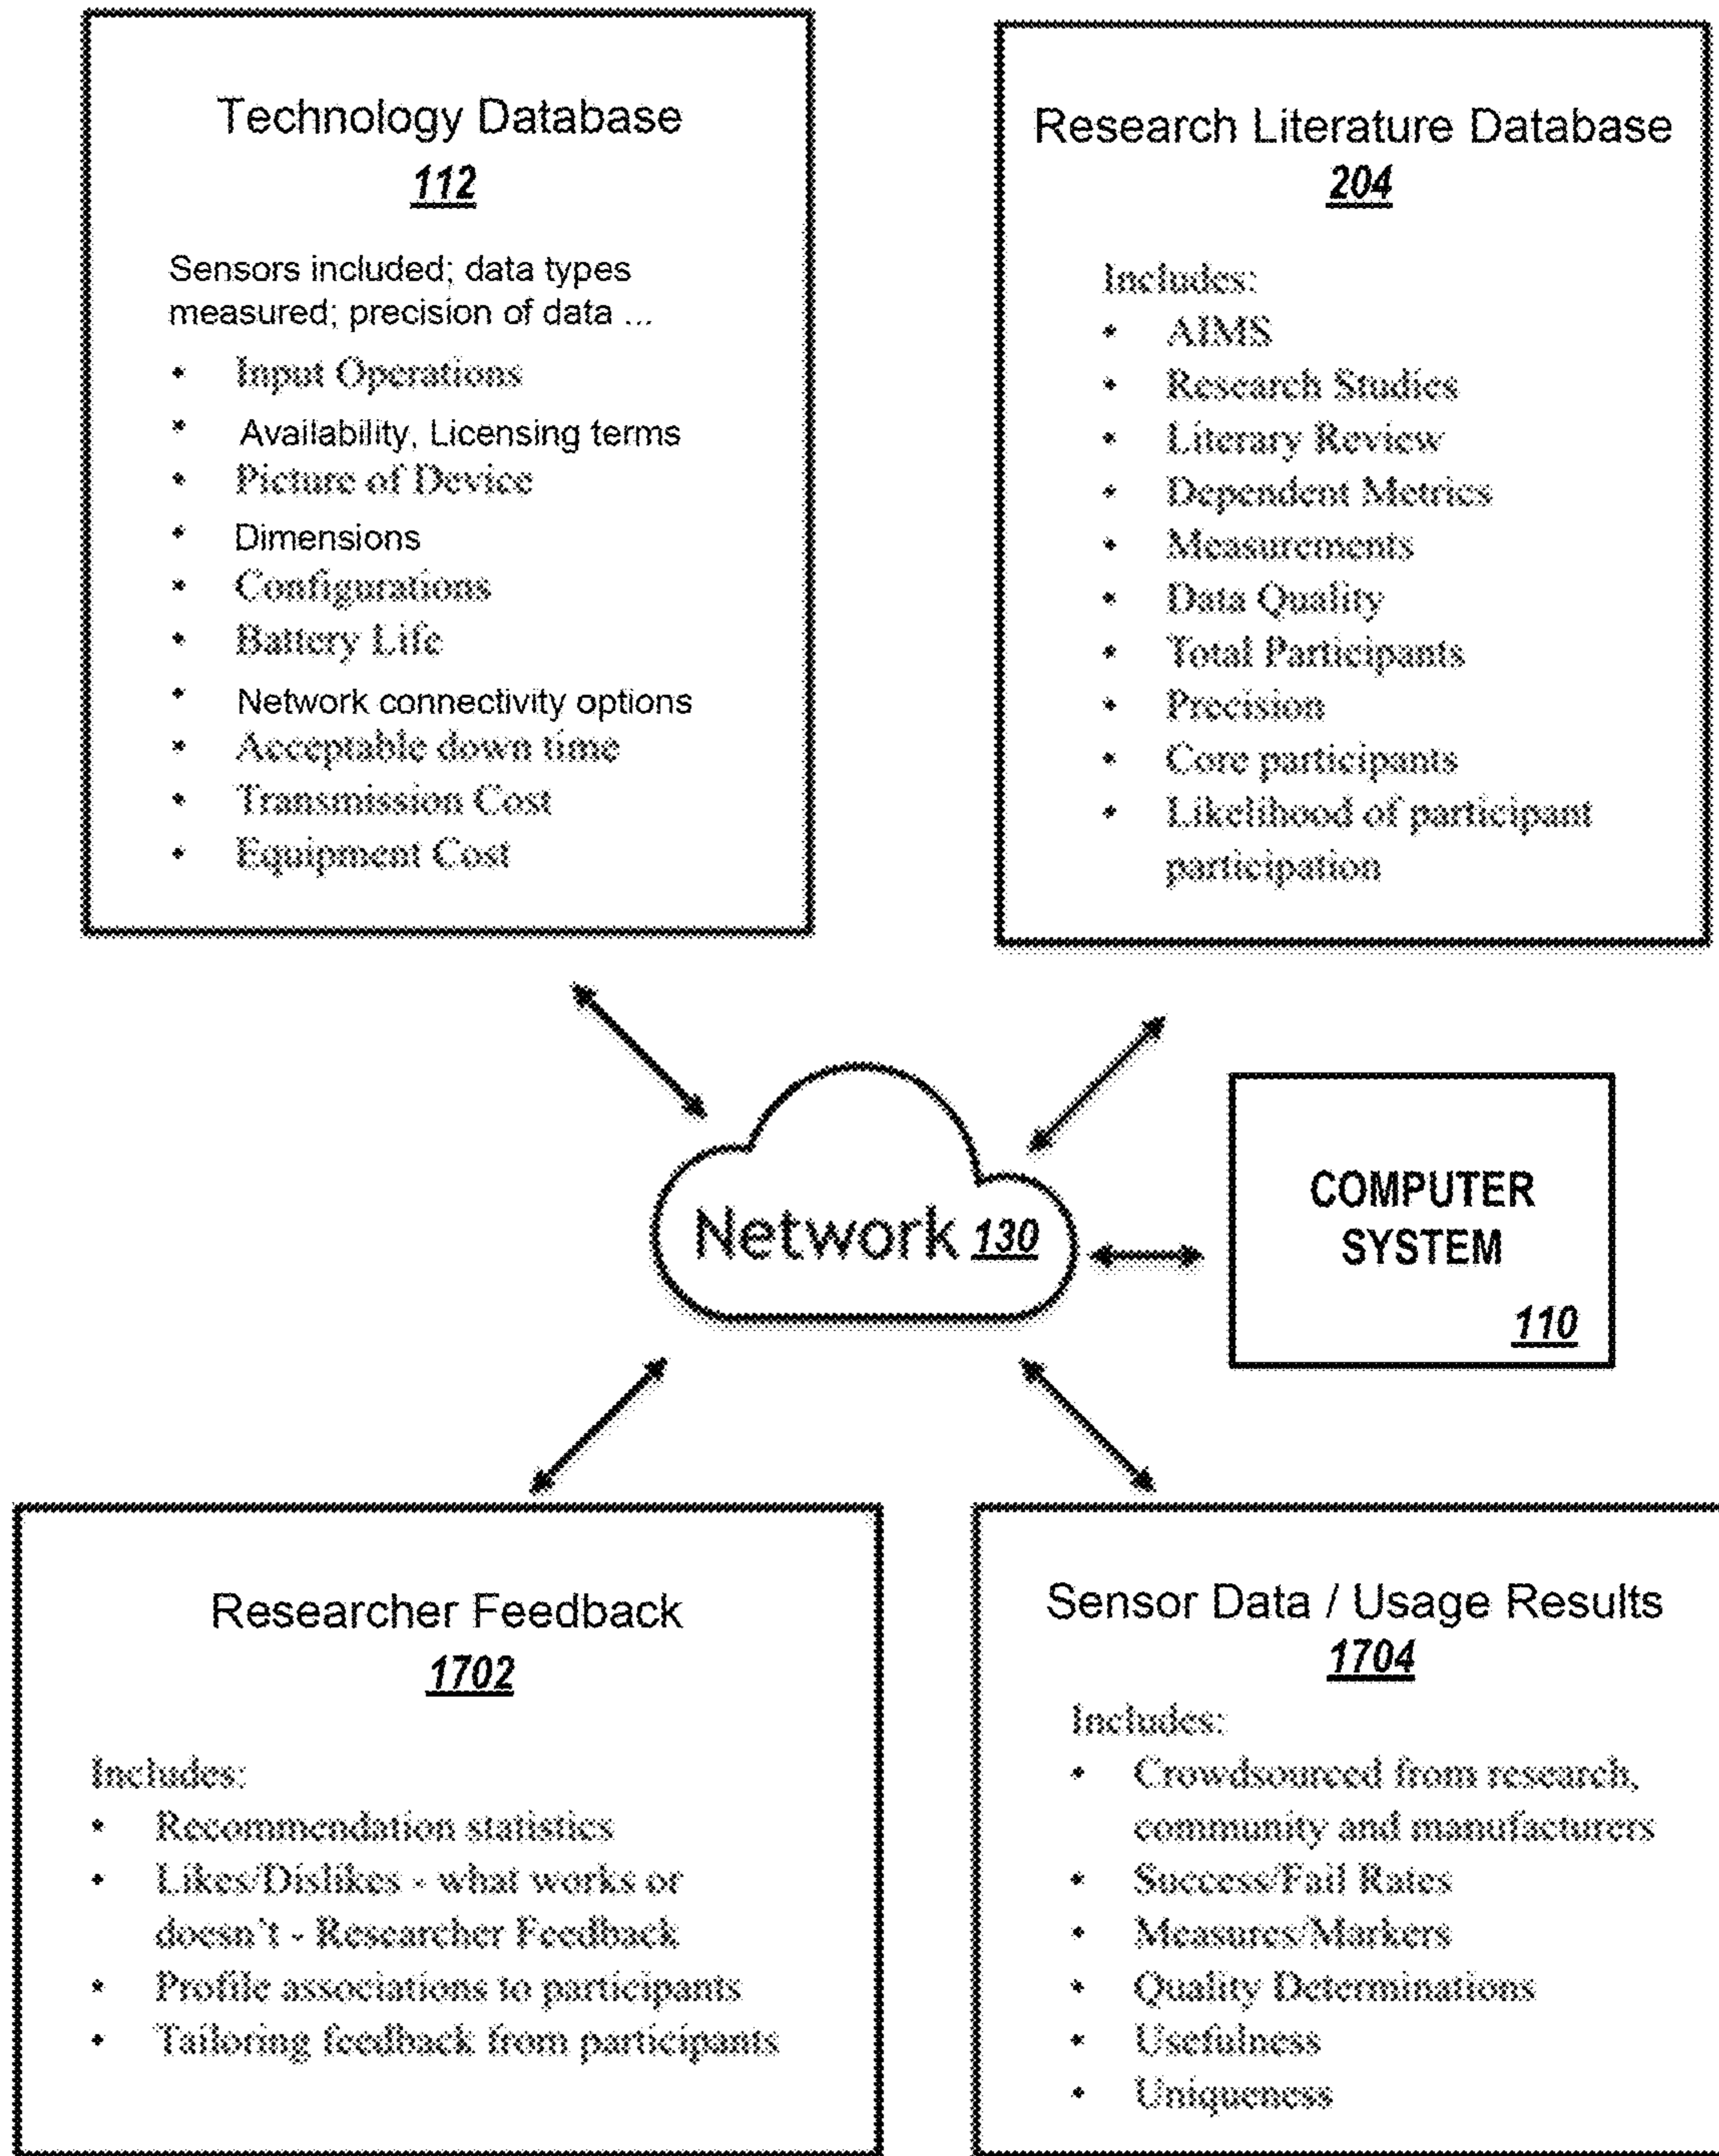 Technology Database
112
Sensors included; data types
measured; precision of data ...
• Input Operations
• Availability, Licensing terms
• Picture of Device
• Dimensions
• Configurations
• Battery Life
• Network connectivity options
• Acceptable down time
• Transmission Cost
• Equipment Cost
Research Literature Database
204
Includes:
• AIMS
• Research Studies
• Literary Review
• Dependent Metrics
• Measurements
• Data Quality
• Total Participants
• Precision
• Core participants
• Likelihood of participant
participation
Network 130
COMPUTER
SYSTEM
110
Researcher Feedback
1702
Includes:
• Recommendation statistics
• Likes/Dislikes - what works or
doesn't - Researcher Feedback
• Profile associations to participants
• Tailoring feedback from participants
Sensor Data / Usage Results
1704
Includes:
• Crowdsourced from research,
community and manufacturers
• Success/Fail Rates
• Measures/Markers
• Quality Determinations
• Usefulness
• Uniqueness